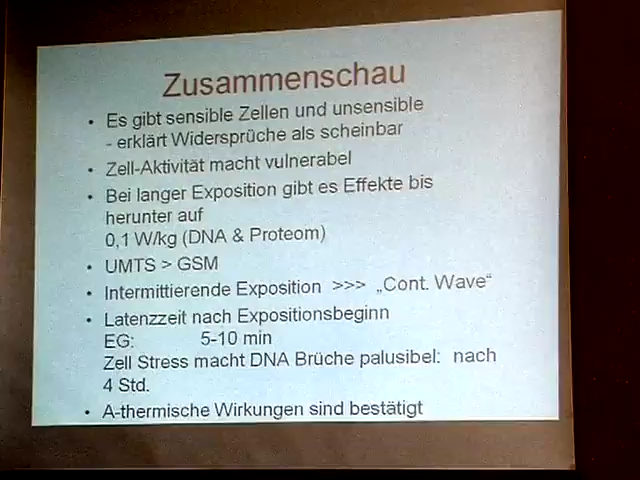 Zusammenschau
• Es gibt sensible Zellen und unsensible
- erklärt Widersprüche als scheinbar
• Zell-Aktivität macht vulnerabel
• Bei langer Exposition gibt es Effekte bis
herunter auf
0,1 W/kg (DNA & Proteom)
• UMTS > GSM
• Intermittierende Exposition >>> „Cont. Wave“
• Latenzzeit nach Expositionsbeginn
EG: 5-10 min
Zell Stress macht DNA Brüche palusibel: nach
4 Std.
• A-thermische Wirkungen sind bestätigt